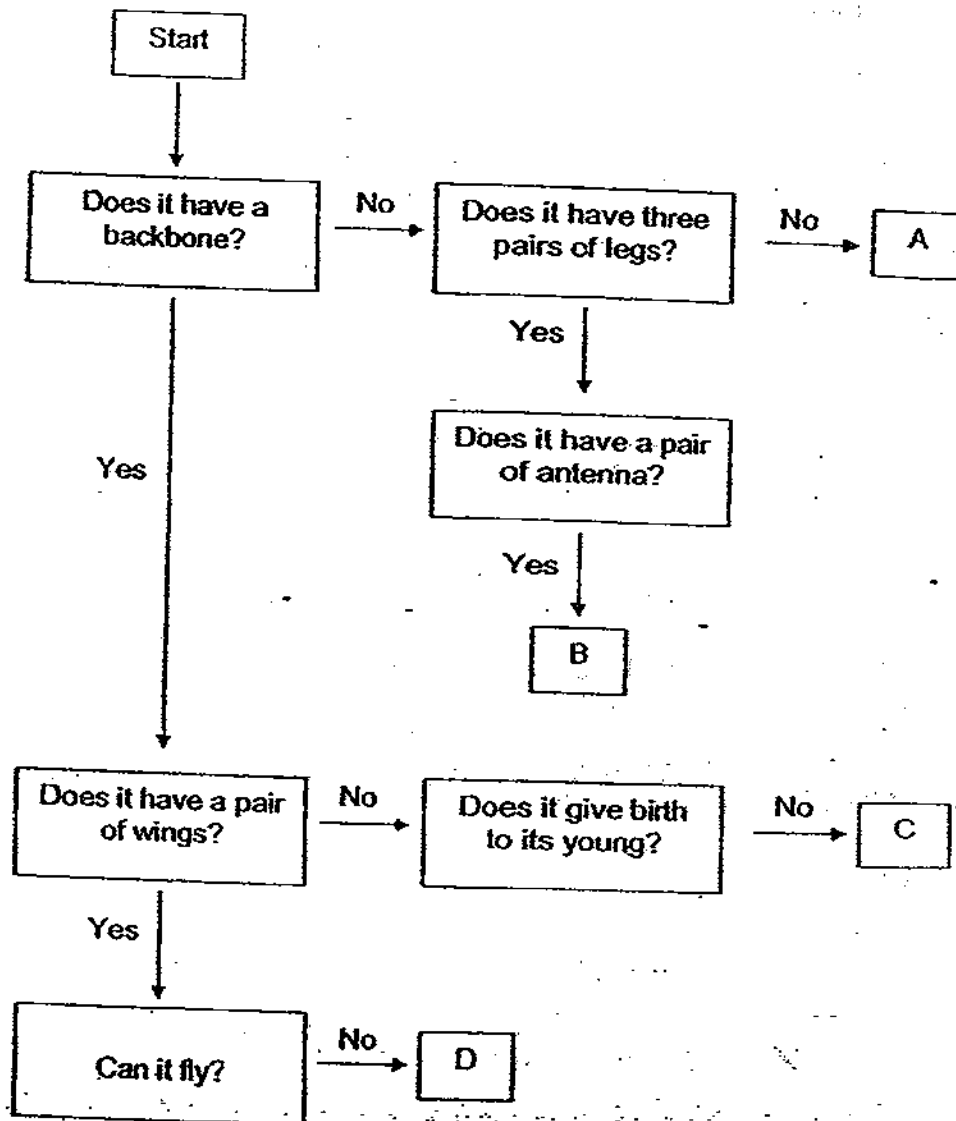 Start
Does it have a
backbone?
No
Does it have three
pairs of legs?
No
A
Yes
Does it have a pair
of antenna?
Yes
Yes
B
Does it have a pair
of wings?
No
Does it give birth
to its young?
No
C
Yes
Can it fly?
No
D